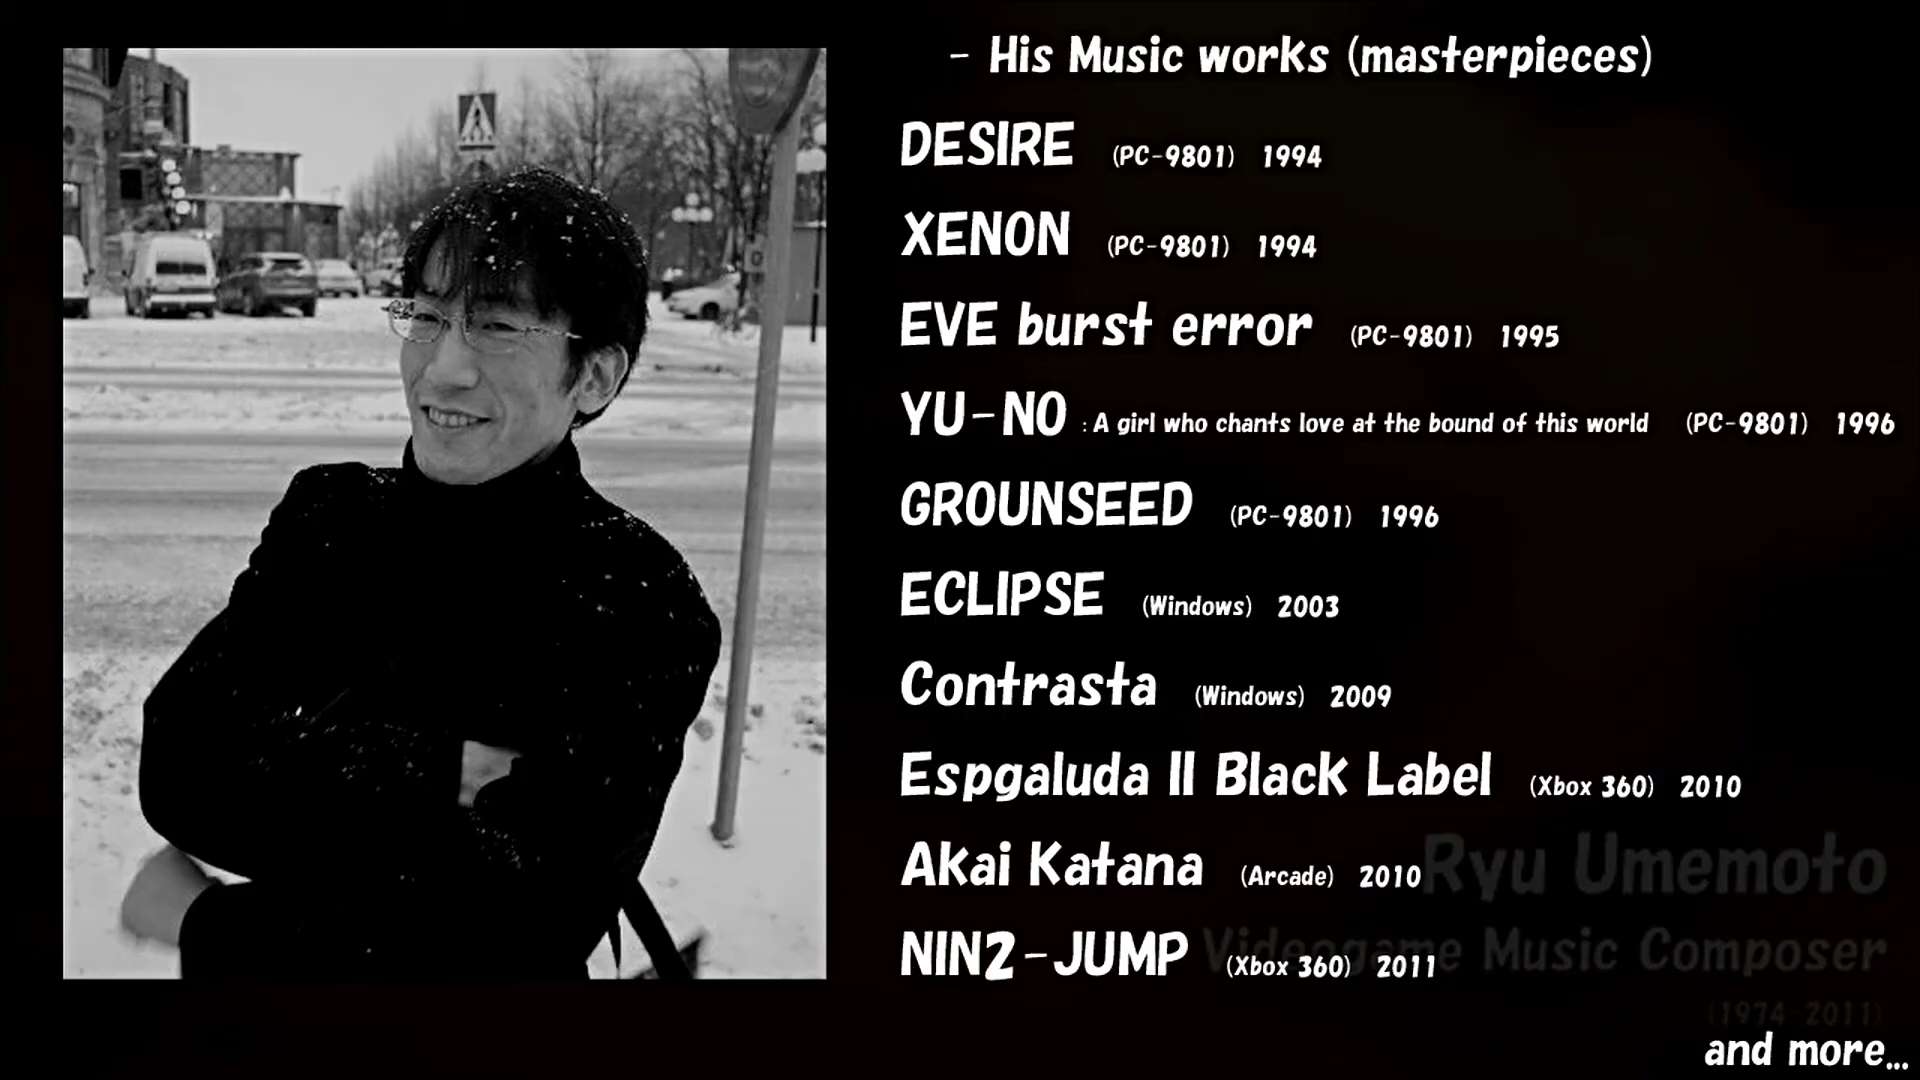 - His Music works (masterpieces)
DESIRE (PC-9801) 1994
XENON (PC-9801) 1994
EVE burst error (PC-9801) 1995
YU-NO : A girl who chants love at the bound of this world (PC-9801) 1996
GROUNSEED (PC-9801) 1996
ECLIPSE (Windows) 2003
Contrasta (Windows) 2009
Espgaluda II Black Label (Xbox 360) 2010
Akai Katana (Arcade) 2010
Ryu Umemoto
NIN2-JUMP (Xbox 360) 2011
Videogame Music Composer
(1974-2011)
and more...